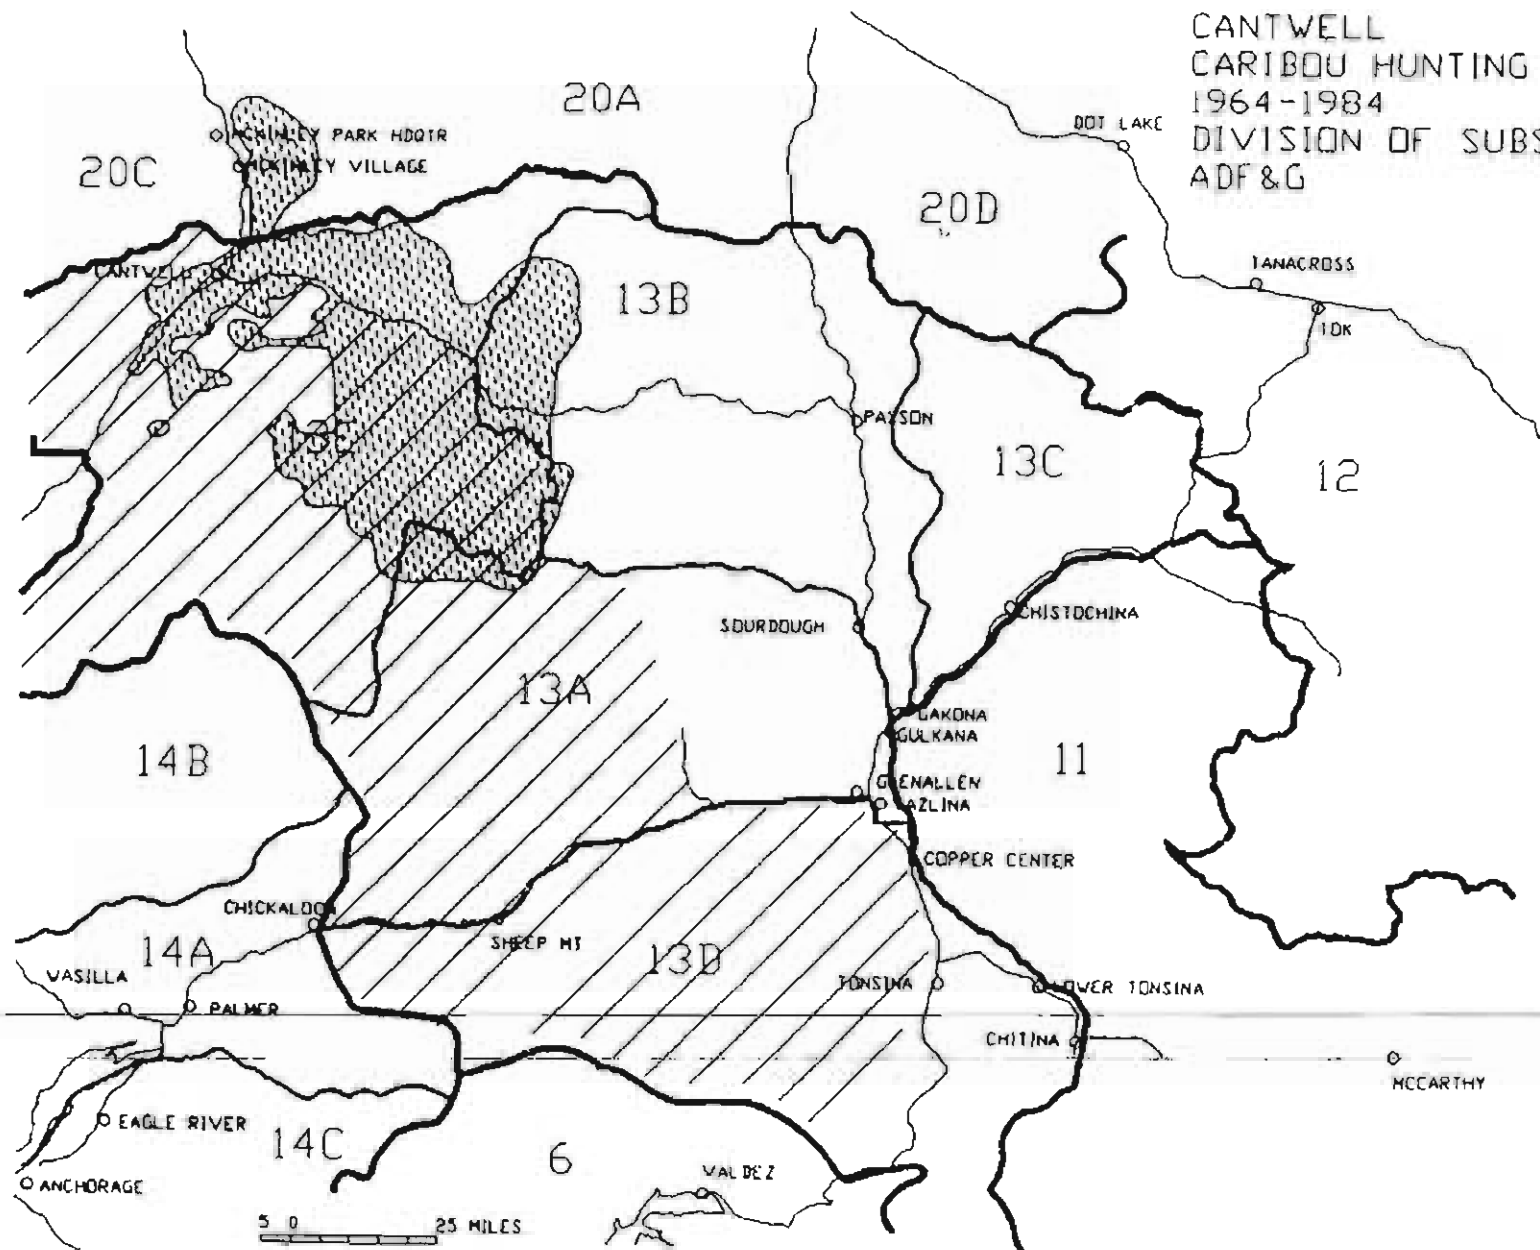 CANTWELL
CARIBOU HUNTING
1964-1984
DIVISION OF SUBS
ADF&G
20A
DOT LAKE
MCKINLEY PARK HDQTR
MCKINLEY VILLAGE
20C
20D
CANTWELL
TANACROSS
13B
TOK
PAXSON
13C
12
CHISTOCHINA
SOURDOUGH
13A
GAKONA
GULKANA
14B
11
GLENALLEN
TAZLINA
COPPER CENTER
CHICKALOON
SHEEP MT
14A
13D
WASILLA
TONSINA
LOWER TONSINA
PALMER
CHITINA
MCCARTHY
EAGLE RIVER
14C
6
VALDEZ
ANCHORAGE
5 0 25 MILES